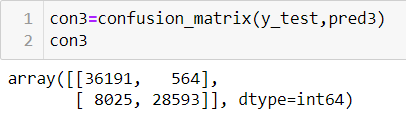 1 con3=confusion_matrix(y_test,pred3)
2 con3
array([[36191, 564],
[ 8025, 28593]], dtype=int64)